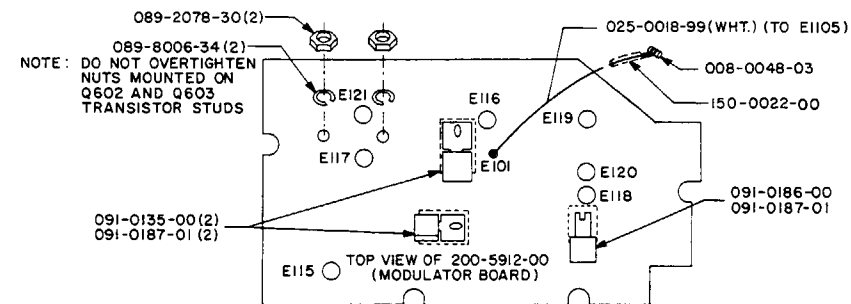 089-2078-30(2)
089-8006-34(2)
NOTE: DO NOT OVERTIGHTEN
NUTS MOUNTED ON
Q602 AND Q603
TRANSISTOR STUDS
025-0018-99(WHT.) (TO E1105)
008-0048-03
150-0022-00
E121
E116
E119
E117
E101
E120
E118
091-0186-00
091-0187-01
091-0135-00(2)
091-0187-01(2)
TOP VIEW OF 200-5912-00
(MODULATOR BOARD)
E115